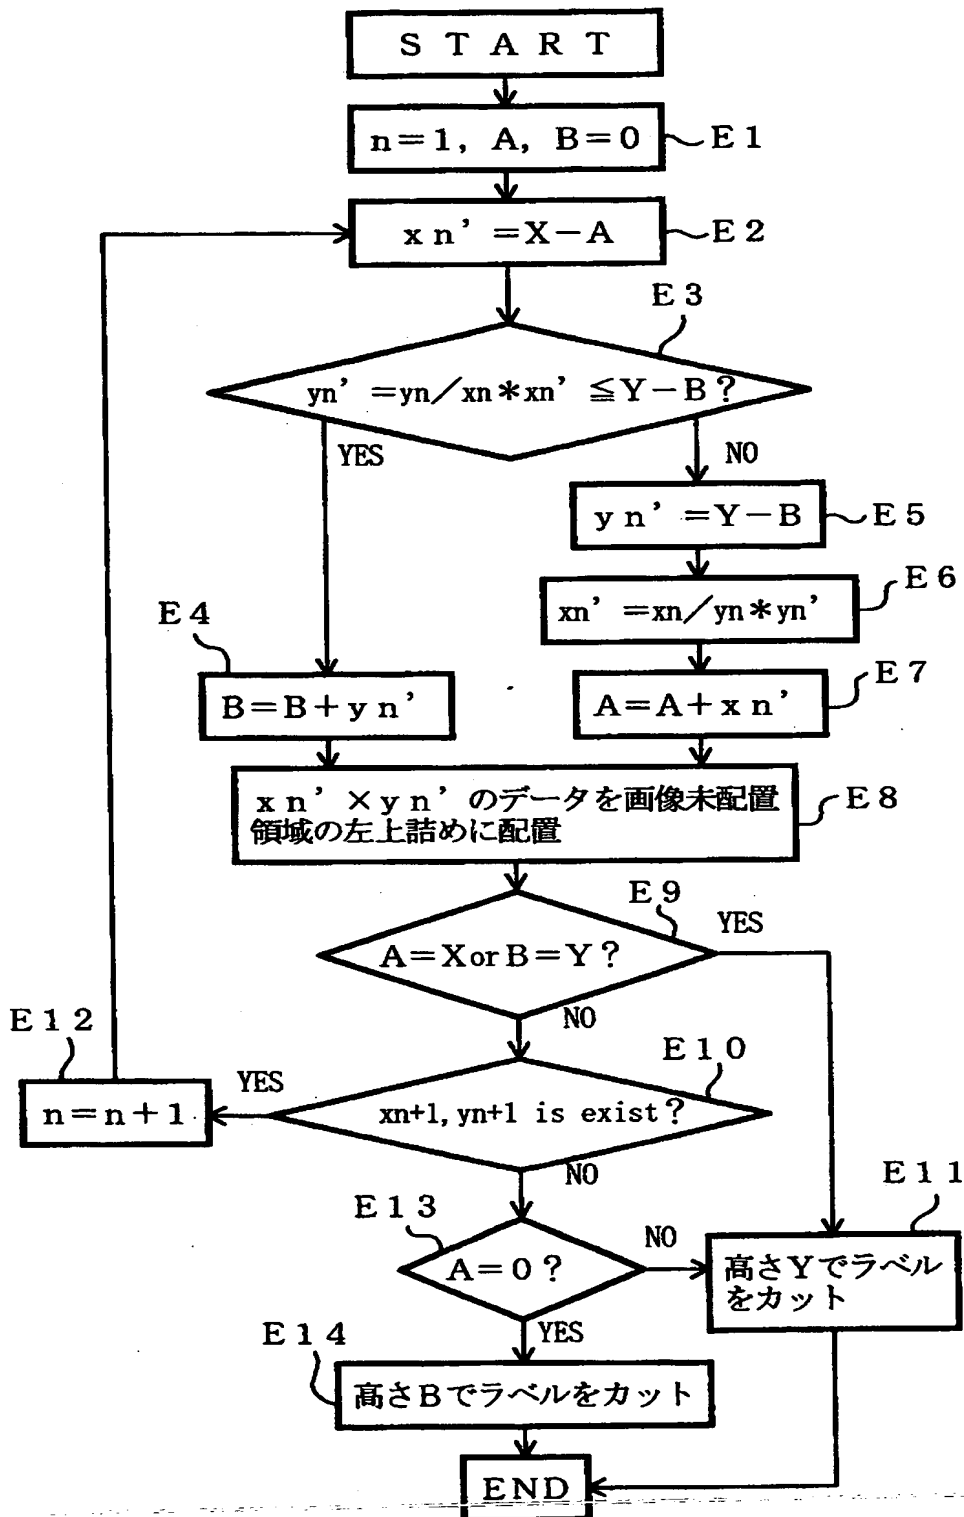 ＳＴＡＲＴ
n＝1, A, B＝0
E1
xn'＝X－A
E2
E3
yn'＝yn／xn＊xn'≦Y－B？
YES
NO
yn'＝Y－B
E5
xn'＝xn／yn＊yn'
E6
E4
B＝B＋yn'
A＝A＋xn'
E7
xn'×yn'のデータを画像未配置
領域の左上詰めに配置
E8
E9
A＝XorB＝Y？
YES
NO
E12
n＝n＋1
YES
E10
xn+1,yn+1 is exist？
NO
E13
A＝0？
NO
E11
高さYでラベル
をカット
YES
E14
高さBでラベルをカット
END